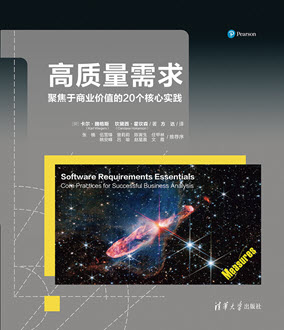 Pearson
高质量需求
聚焦于商业价值的20个核心实践
Software Requirements Essentials
Core Practices for Successful Business Analysis
Measures
清华大学出版社